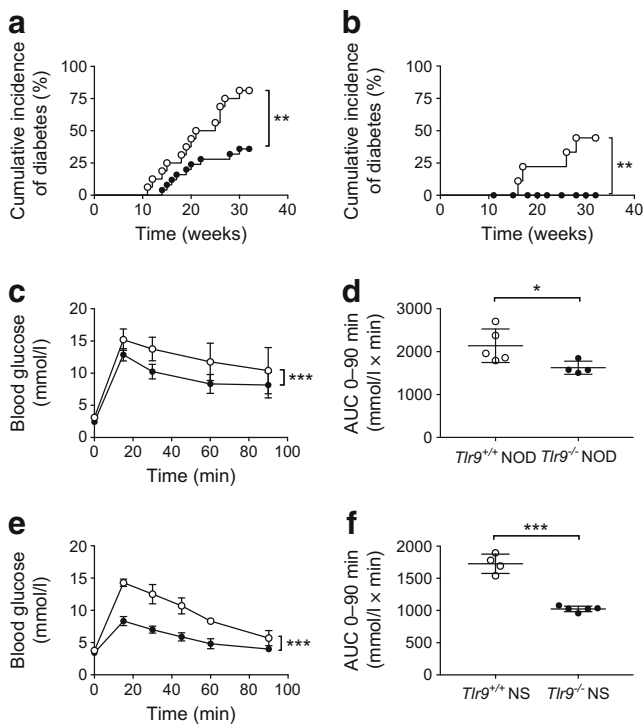 a
Cumulative incidence
of diabetes (%)
100
75
50
25
0
0 10 20 30 40
Time (weeks)
**
b
Cumulative incidence
of diabetes (%)
100
75
50
25
0
0 10 20 30 40
Time (weeks)
**
c
Blood glucose
(mmol/l)
20
15
10
5
0
0 20 40 60 80 100
Time (min)
***
d
AUC 0–90 min
(mmol/l × min)
3000
2000
1000
0
*
Tlr9+/+ NOD Tlr9-/- NOD
e
Blood glucose
(mmol/l)
20
15
10
5
0
0 20 40 60 80 100
Time (min)
***
f
AUC 0–90 min
(mmol/l × min)
2000
1500
1000
500
0
***
Tlr9+/+ NS Tlr9-/- NS